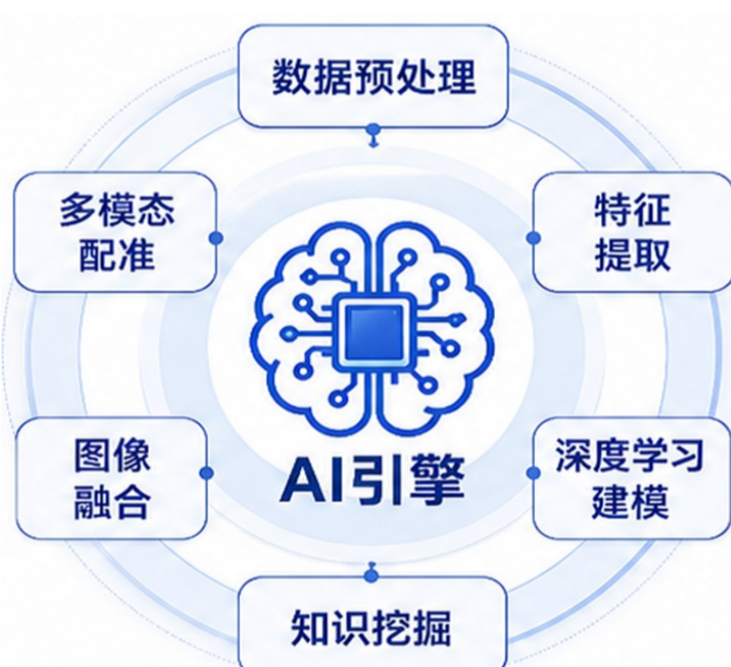 数据预处理
多模态
配准
特征
提取
AI引擎
图像
融合
深度学习
建模
知识挖掘